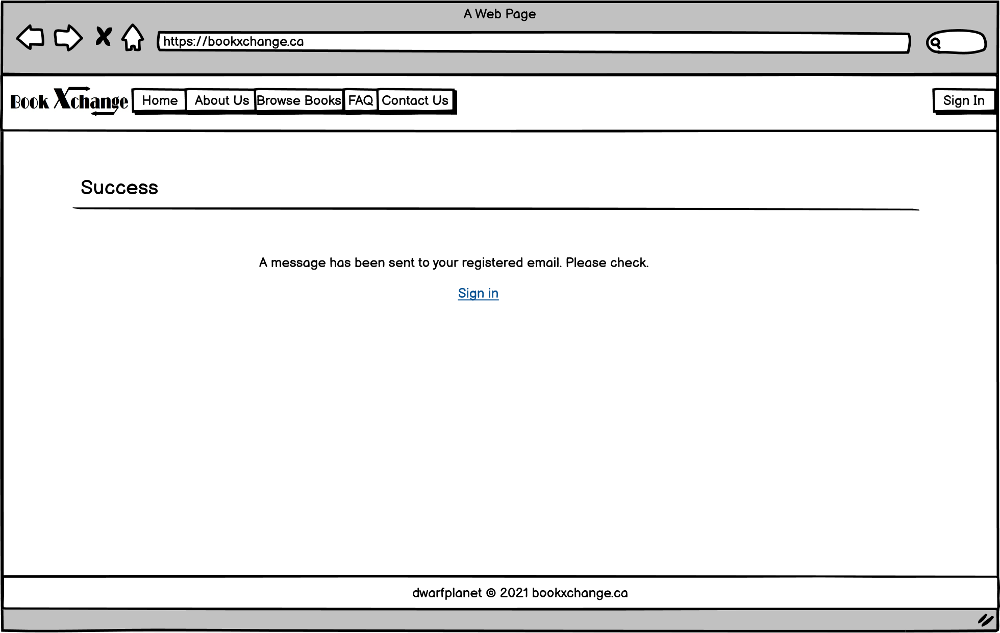 A Web Page
https://bookxchange.ca
Book Xchange Home About Us Browse Books FAQ Contact Us Sign In
Success
A message has been sent to your registered email. Please check.
Sign in
dwarfplanet © 2021 bookxchange.ca